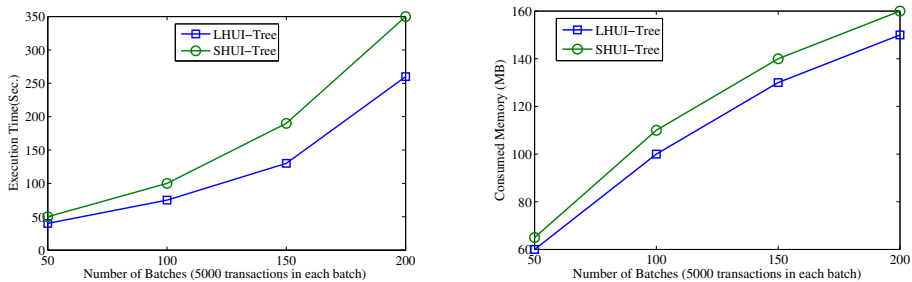 350
300
250
200
150
100
50
0
Execution Time(Sec.)
LHUI-Tree
SHUI-Tree
50 100 150 200
Number of Batches (5000 transactions in each batch)
160
140
120
100
80
60
Consumed Memory (MB)
LHUI-Tree
SHUI-Tree
50 100 150 200
Number of Batches (5000 transactions in each batch)